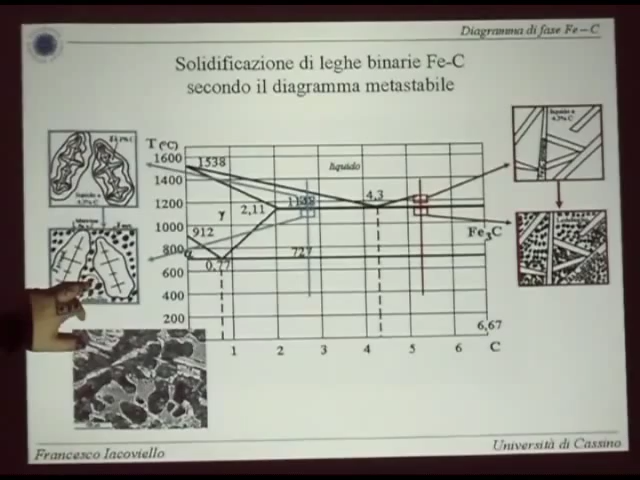 Diagramma di fase Fe – C
Solidificazione di leghe binarie Fe-C
secondo il diagramma metastabile
T (°C)
1600
1538
liquido
1400
1200
4,3
γ
2,11
1000
912
Fe3C
800
α
727
600
0,77
400
200
6,67
1
2
3
4
5
6
C
Francesco Iacoviello
Università di Cassino